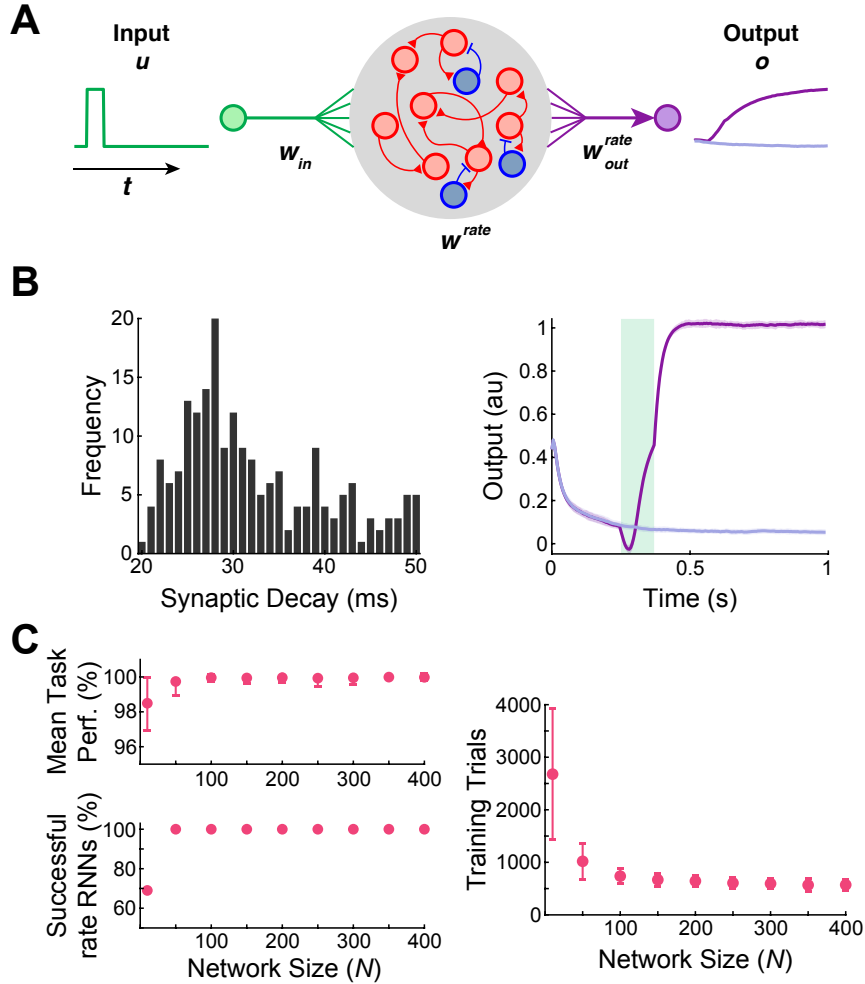 A
Input
u
Output
o
t
w_in
w^rate
w^rate_out
B
20
15
10
5
0
Frequency
20 30 40 50
Synaptic Decay (ms)
1
0.8
0.6
0.4
0.2
0
Output (au)
0 0.5 1
Time (s)
C
Mean Task
Perf. (%)
100
98
96
100 200 300 400
Successful
rate RNNs (%)
100
80
60
100 200 300 400
Network Size (N)
Training Trials
4000
3000
2000
1000
0
0 100 200 300 400
Network Size (N)